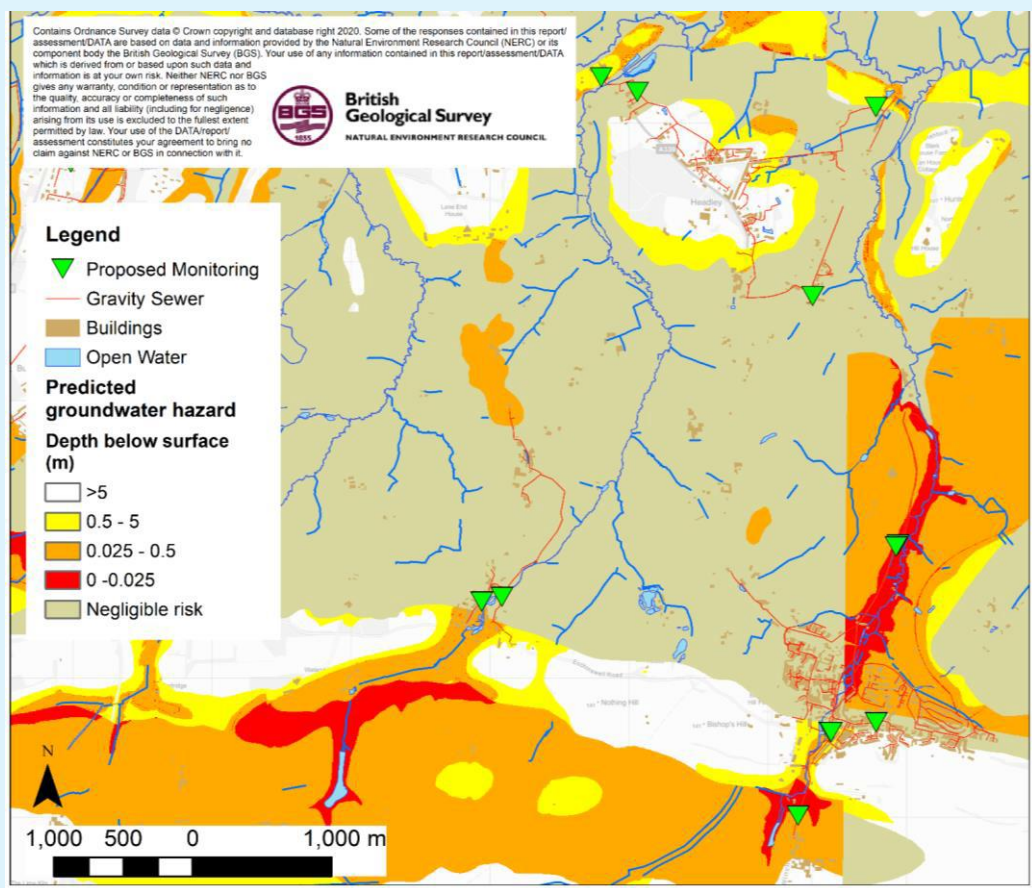 Contains Ordnance Survey data © Crown copyright and database right 2020. Some of the responses contained in this report/
assessment/DATA are based on data and information provided by the Natural Environment Research Council (NERC) or its
component body the British Geological Survey (BGS). Your use of any information contained in this report/assessment/DATA
which is derived from or based upon such data and
information is at your own risk. Neither NERC nor BGS
gives any warranty, condition or representation as to
the quality, accuracy or completeness of such
information and all liability (including for negligence)
arising from its use is excluded to the fullest extent
permitted by law. Your use of the DATA/report/
assessment constitutes your agreement to bring no
claim against NERC or BGS in connection with it.
BGS
1835
British
Geological Survey
NATURAL ENVIRONMENT RESEARCH COUNCIL
A339
Headley
Lane End
House
Legend
Proposed Monitoring
Gravity Sewer
Buildings
Open Water
Predicted
groundwater hazard
Depth below surface
(m)
>5
0.5 - 5
0.025 - 0.5
0 -0.025
Negligible risk
Nothing Hill
Bishop's Hill
N
1,000 500 0 1,000 m